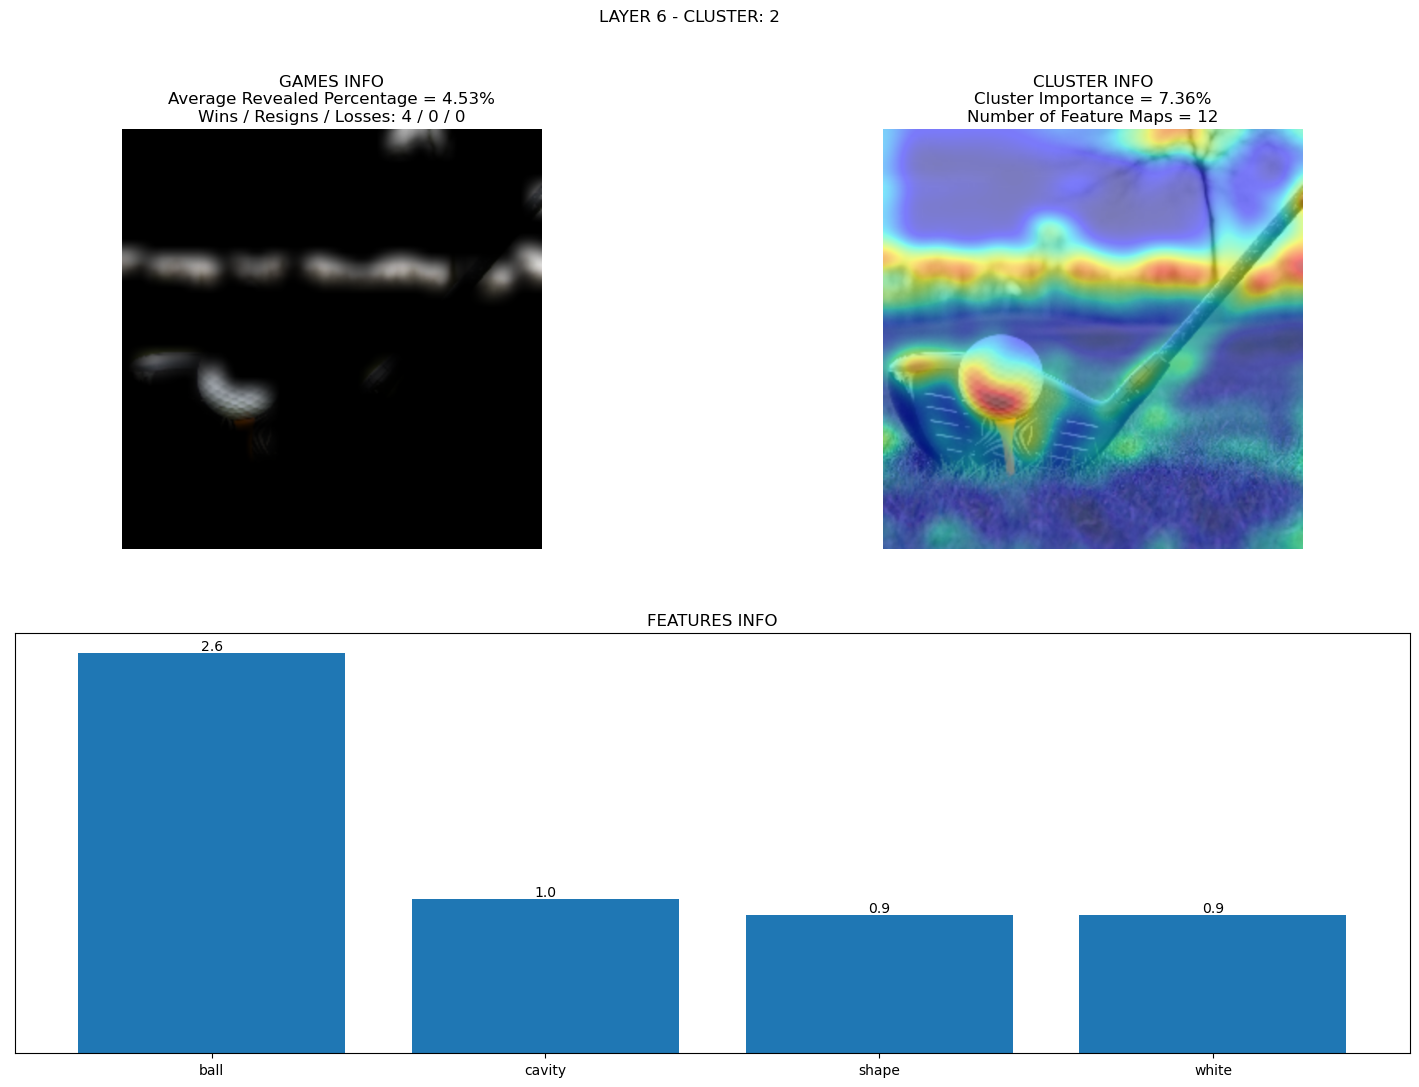 LAYER 6 - CLUSTER: 2
GAMES INFO
Average Revealed Percentage = 4.53%
Wins / Resigns / Losses: 4 / 0 / 0
CLUSTER INFO
Cluster Importance = 7.36%
Number of Feature Maps = 12
FEATURES INFO
2.6
1.0
0.9
0.9
ball
cavity
shape
white